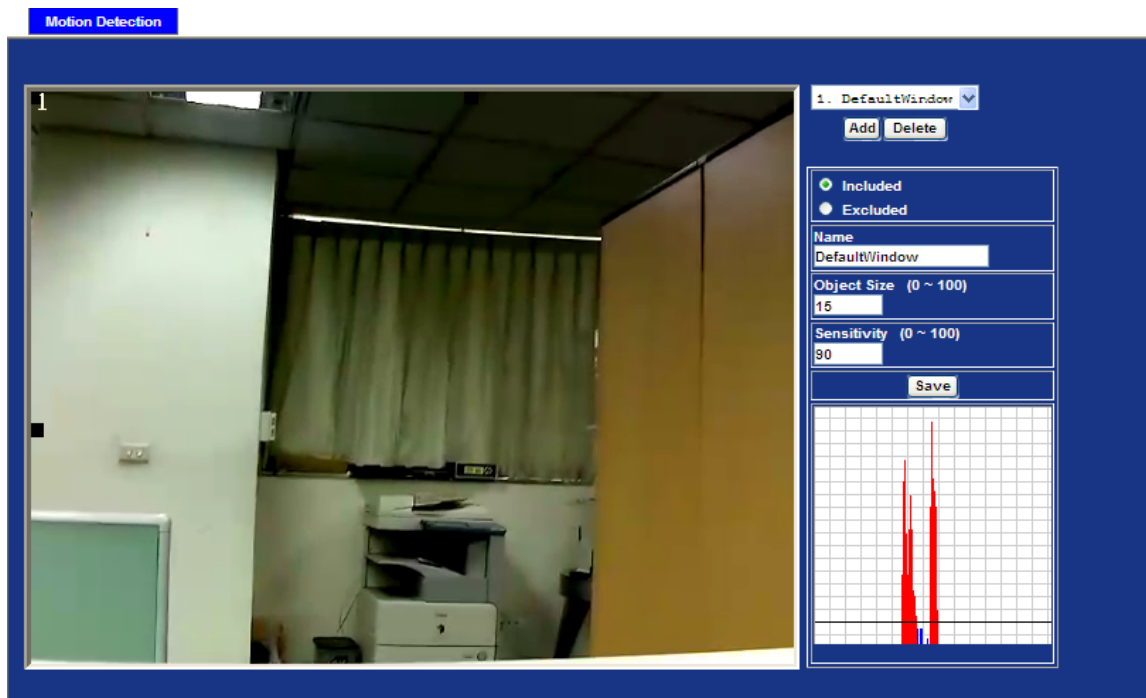 Motion Detection
1
1. DefaultWindow
Add Delete
Included
Excluded
Name
DefaultWindow
Object Size (0 ~ 100)
15
Sensitivity (0 ~ 100)
90
Save